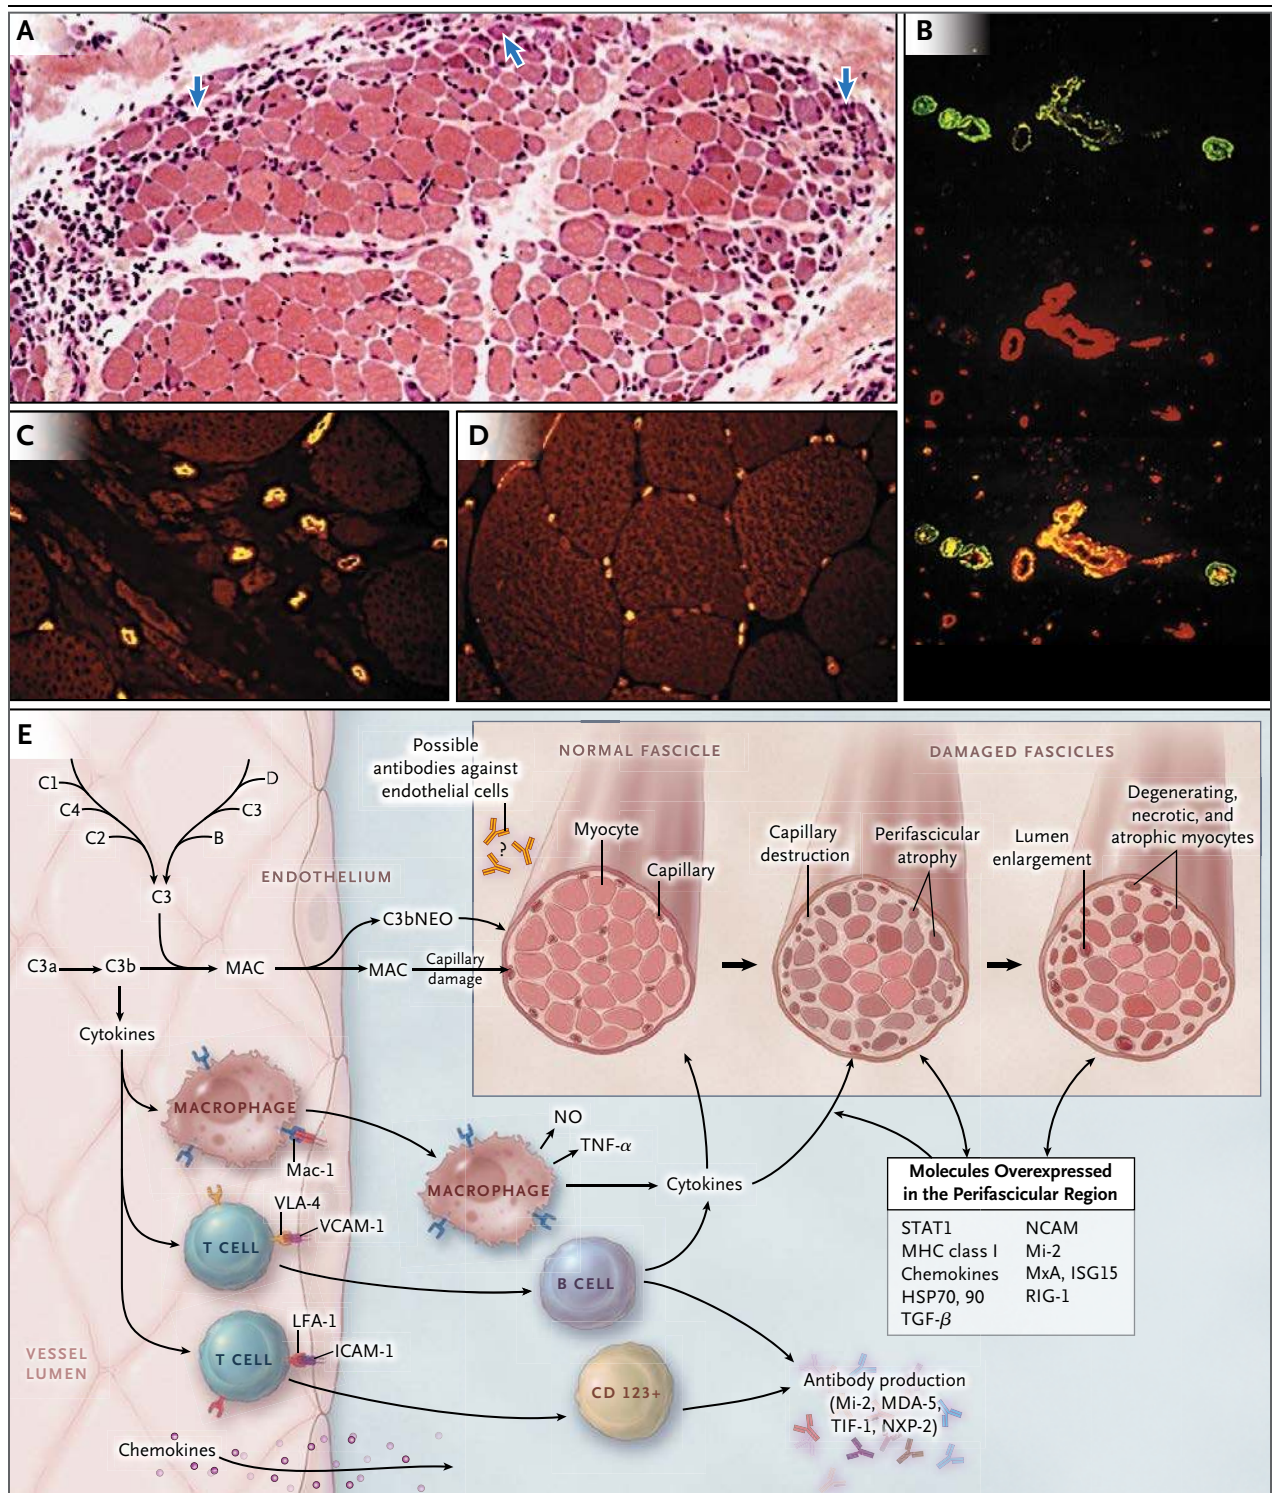 A
B
C
D
E
Possible
antibodies against
endothelial cells
?
NORMAL FASCICLE
DAMAGED FASCICLES
C1
C4
C2
D
C3
B
C3
ENDOTHELIUM
Myocyte
Capillary
Capillary
destruction
Perifascicular
atrophy
Lumen
enlargement
Degenerating,
necrotic, and
atrophic myocytes
C3bNEO
C3a
C3b
MAC
MAC
Capillary
damage
Cytokines
MACROPHAGE
Mac-1
NO
TNF-α
MACROPHAGE
Cytokines
VLA-4
VCAM-1
T CELL
B CELL
LFA-1
ICAM-1
T CELL
CD 123+
VESSEL
LUMEN
Chemokines
Molecules Overexpressed
in the Perifascicular Region
STAT1
MHC class I
Chemokines
HSP70, 90
TGF-β
NCAM
Mi-2
MxA, ISG15
RIG-1
Antibody production
(Mi-2, MDA-5,
TIF-1, NXP-2)